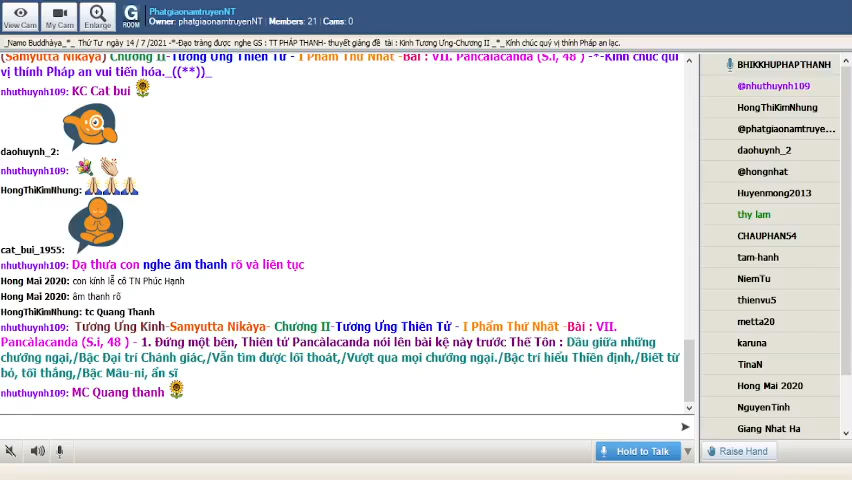 View Cam
My Cam
Enlarge
G
ROOM
PhatgiaonamtruyenNT
Owner: phatgiaonamtruyenNT | Members: 21 | Cams: 0
_Namo Buddhàya_*_ Thứ Tư ngày 14 / 7 /2021 -*-Đạo tràng được nghe GS : TT PHÁP THANH- thuyết giảng đề tài : Kinh Tương Ưng-Chương II _*_Kính chúc quý vị thính Pháp an lạc.
(Samyutta Nikàya) Chương II-Tương Ưng Thiên Tử - I Phẩm Thứ Nhất -Bài : VII. Pancàlacanda (S.i, 48 ) -*-Kính chúc quí
vị thính Pháp an vui tiến hóa._((**))_
nhuthuynh109: KC Cat bui
daohuynh_2:
nhuthuynh109:
HongThiKimNhung:
cat_bui_1955:
nhuthuynh109: Dạ thưa con nghe âm thanh rõ và liên tục
Hong Mai 2020: con kính lễ cô TN Phúc Hạnh
Hong Mai 2020: âm thanh rõ
HongThiKimNhung: tc Quang Thanh
nhuthuynh109: Tương Ưng Kinh-Samyutta Nikàya- Chương II-Tương Ưng Thiên Tử - I Phẩm Thứ Nhất -Bài : VII.
Pancàlacanda (S.i, 48 ) - 1. Đứng một bên, Thiên tử Pancàlacanda nói lên bài kệ này trước Thế Tôn : Dầu giữa những
chướng ngại,/Bậc Đại trí Chánh giác,/Vẫn tìm được lối thoát,/Vượt qua mọi chướng ngại./Bậc trí hiểu Thiền định,/Biết từ
bỏ, tối thắng,/Bậc Mâu-ni, ẩn sĩ
nhuthuynh109: MC Quang thanh
Hold to Talk
BHIKKHUPHAPTHANH
@nhuthuynh109
HongThiKimNhung
@phatgiaonamtruye...
daohuynh_2
@hongnhat
Huyenmong2013
thy lam
CHAUPHAN54
tam-hanh
NiemTu
thienvu5
metta20
karuna
TinaN
Hong Mai 2020
NguyenTinh
Giang Nhat Ha
Raise Hand